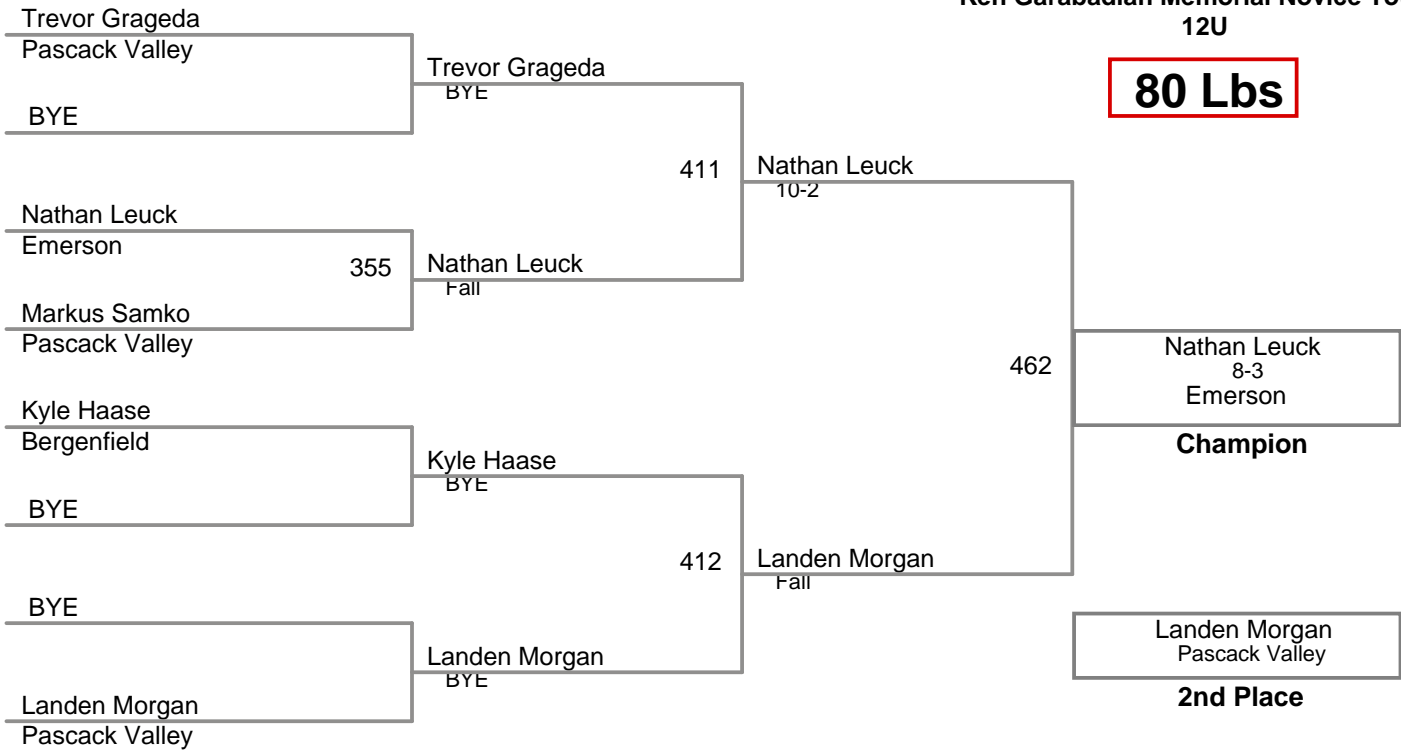 Ken Garabadian Memorial Novice
12U
80 Lbs
Trevor Grageda
Pascack Valley
BYE
Nathan Leuck
Emerson
355
Markus Samko
Pascack Valley
Kyle Haase
Bergenfield
BYE
BYE
Landen Morgan
Pascack Valley
Trevor Grageda
BYE
411
Nathan Leuck
Fall
Kyle Haase
BYE
412
Landen Morgan
BYE
Nathan Leuck
10-2
462
Landen Morgan
Fall
Nathan Leuck
8-3
Emerson
Champion
Landen Morgan
Pascack Valley
2nd Place